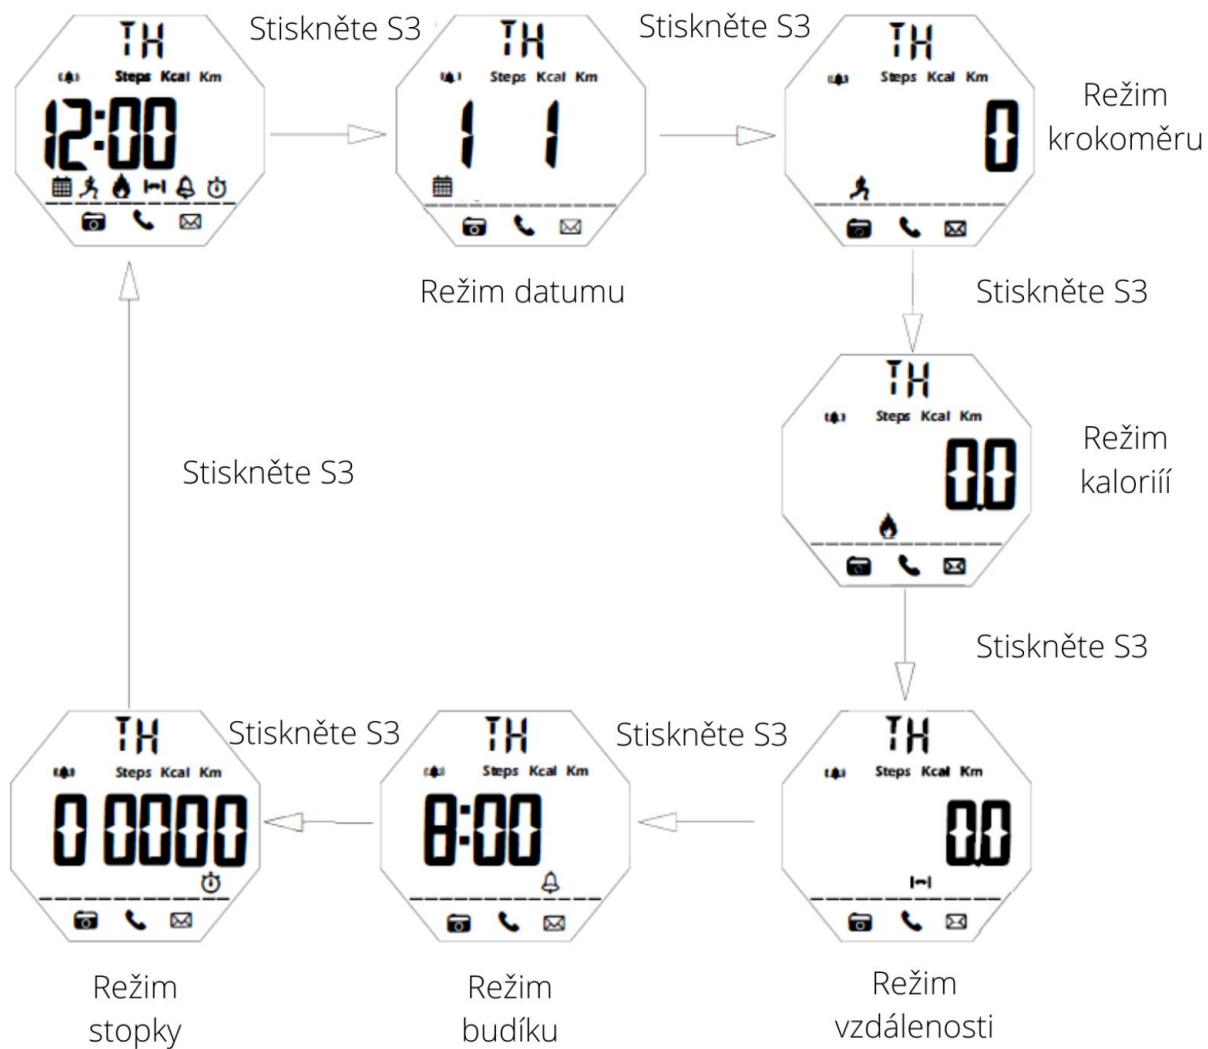 TH
Steps Kcal Km
12:00
Stiskněte S3
TH
Steps Kcal Km
1 1
Režim datumu
Stiskněte S3
TH
Steps Kcal Km
0
Režim
krokoměru
Stiskněte S3
TH
Steps Kcal Km
0.0
Režim
kaloriíí
Stiskněte S3
TH
Steps Kcal Km
0.0
Režim
vzdálenosti
Stiskněte S3
TH
Steps Kcal Km
8:00
Režim
budíku
Stiskněte S3
TH
Steps Kcal Km
0 0000
Režim
stopky
Stiskněte S3